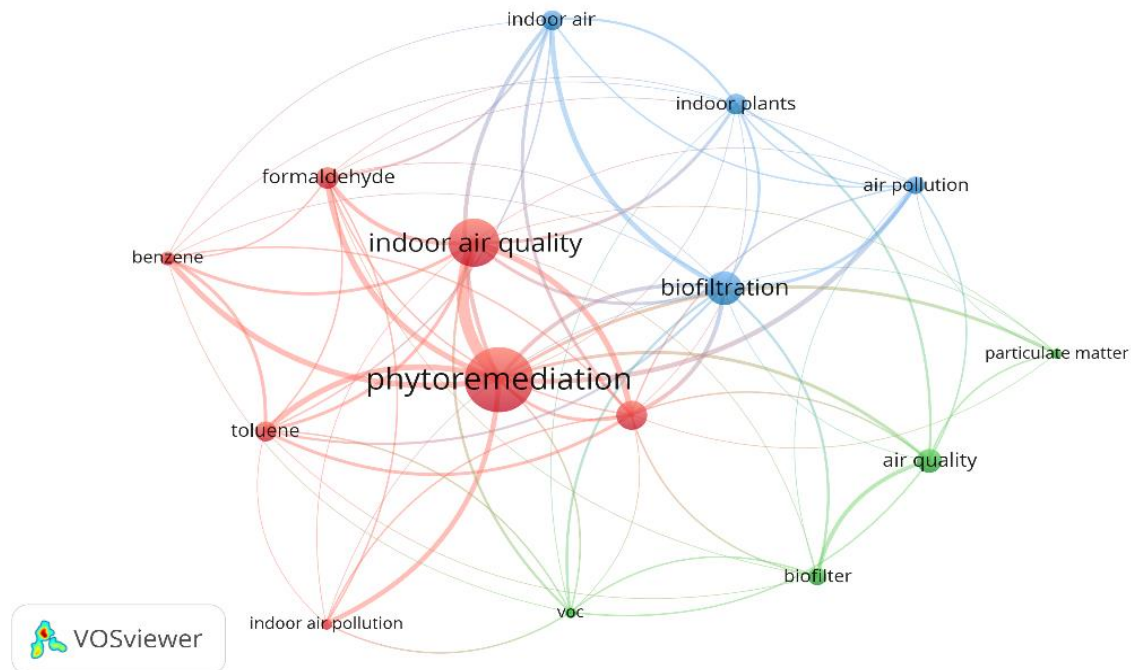 indoor air
indoor plants
formaldehyde
air pollution
indoor air quality
benzene
biofiltration
particulate matter
phytoremediation
toluene
air quality
biofilter
voc
indoor air pollution
VOSviewer